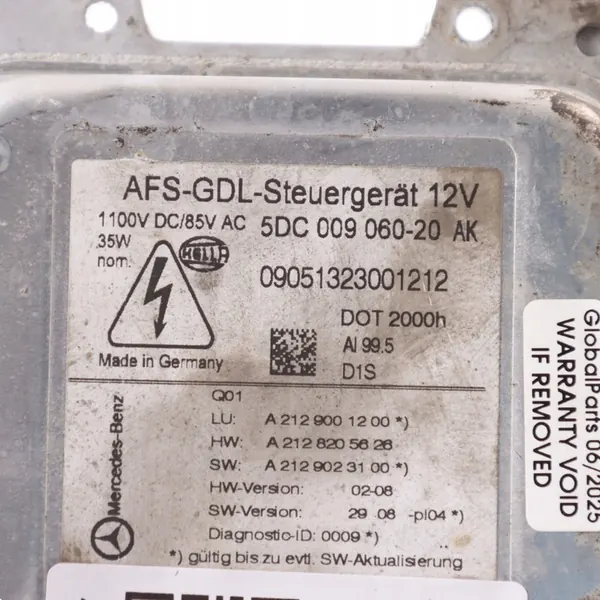 AFS-GDL-Steuergerät 12V
1100V DC/85V AC 5DC 009 060-20 AK
35W
nom.
HELLA
09051323001212
DOT 2000h
Al 99.5
D1S
Made in Germany
Q01
LU: A 212 900 12 00 *)
HW: A 212 820 56 26
SW: A 212 902 31 00 *)
HW-Version: 02-08
SW-Version: 29 08 -pl04 *)
Diagnostic-ID: 0009 *)
*) gültig bis zu evtl. SW-Aktualisierung
Mercedes-Benz
GlobalParts 06/2025
WARRANTY VOID
IF REMOVED